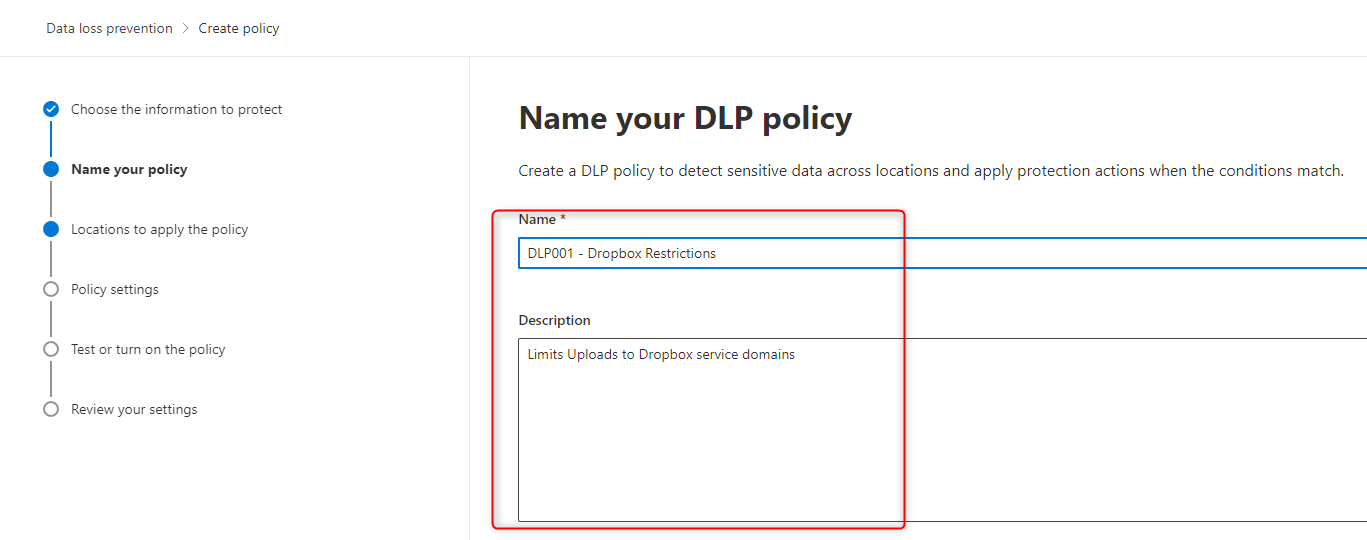 Data loss prevention > Create policy
Choose the information to protect
Name your policy
Locations to apply the policy
Policy settings
Test or turn on the policy
Review your settings
Name your DLP policy
Create a DLP policy to detect sensitive data across locations and apply protection actions when the conditions match.
Name *
DLP001 - Dropbox Restrictions
Description
Limits Uploads to Dropbox service domains